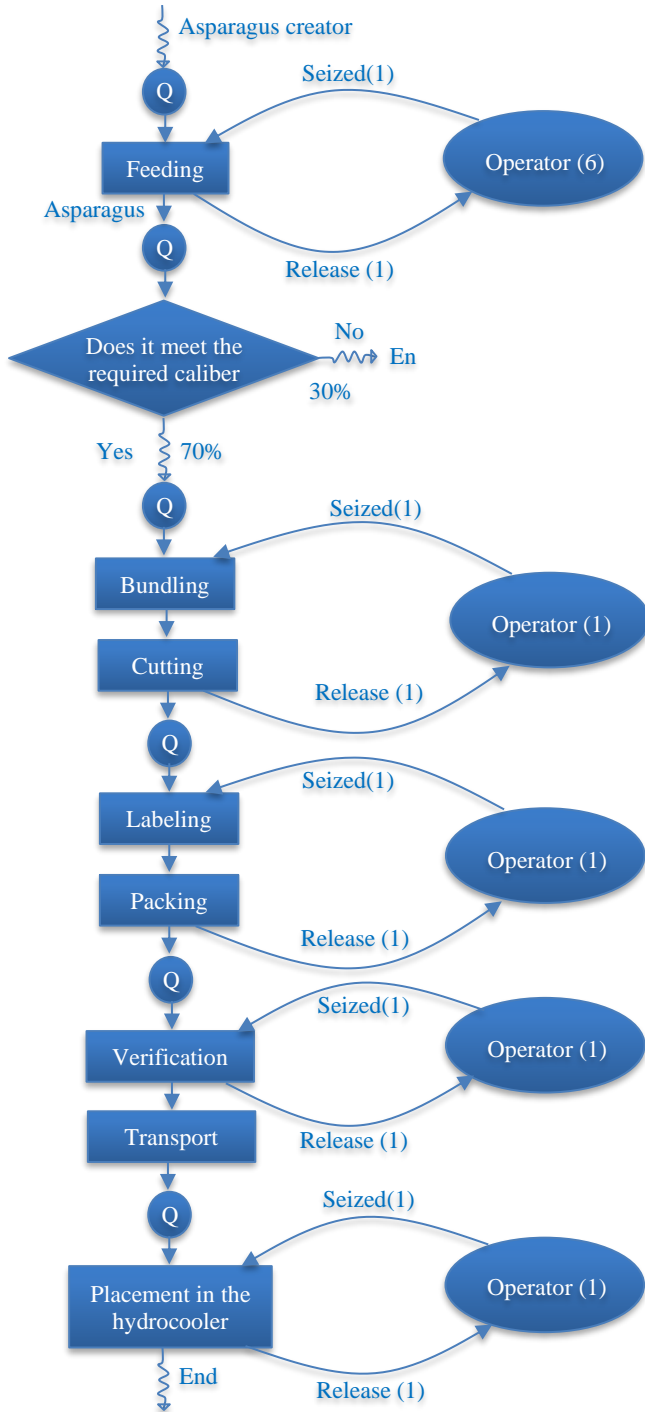 Asparagus creator
Seized(1)
Q
Feeding
Operator (6)
Asparagus
Q
Release (1)
Does it meet the
required caliber
No
En
30%
Yes
70%
Q
Seized(1)
Bundling
Operator (1)
Cutting
Release (1)
Q
Seized(1)
Labeling
Operator (1)
Packing
Release (1)
Q
Seized(1)
Verification
Operator (1)
Transport
Release (1)
Q
Seized(1)
Placement in the
hydrocooler
Operator (1)
End
Release (1)